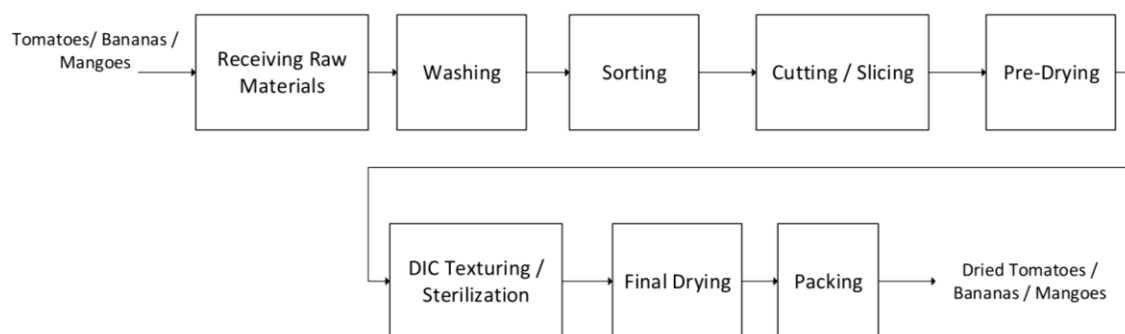 Tomatoes/ Bananas /
Mangoes
Receiving Raw
Materials
Washing
Sorting
Cutting / Slicing
Pre-Drying
DIC Texturing /
Sterilization
Final Drying
Packing
Dried Tomatoes /
Bananas / Mangoes